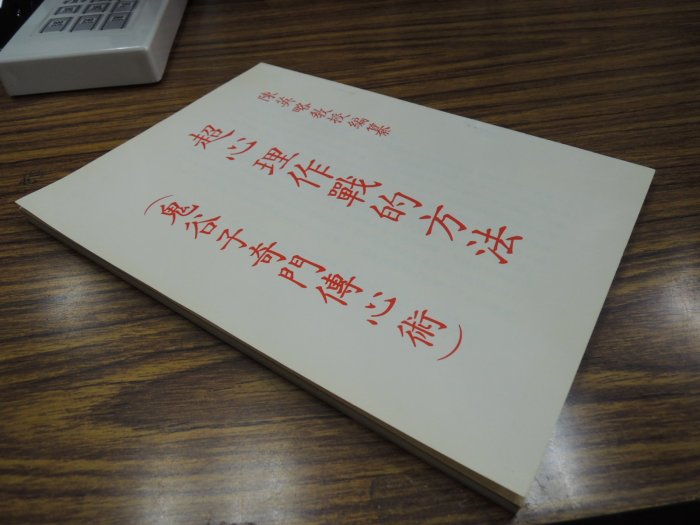 陳英略教授編纂
超心理作戰的方法
（鬼谷子奇門傳心術）